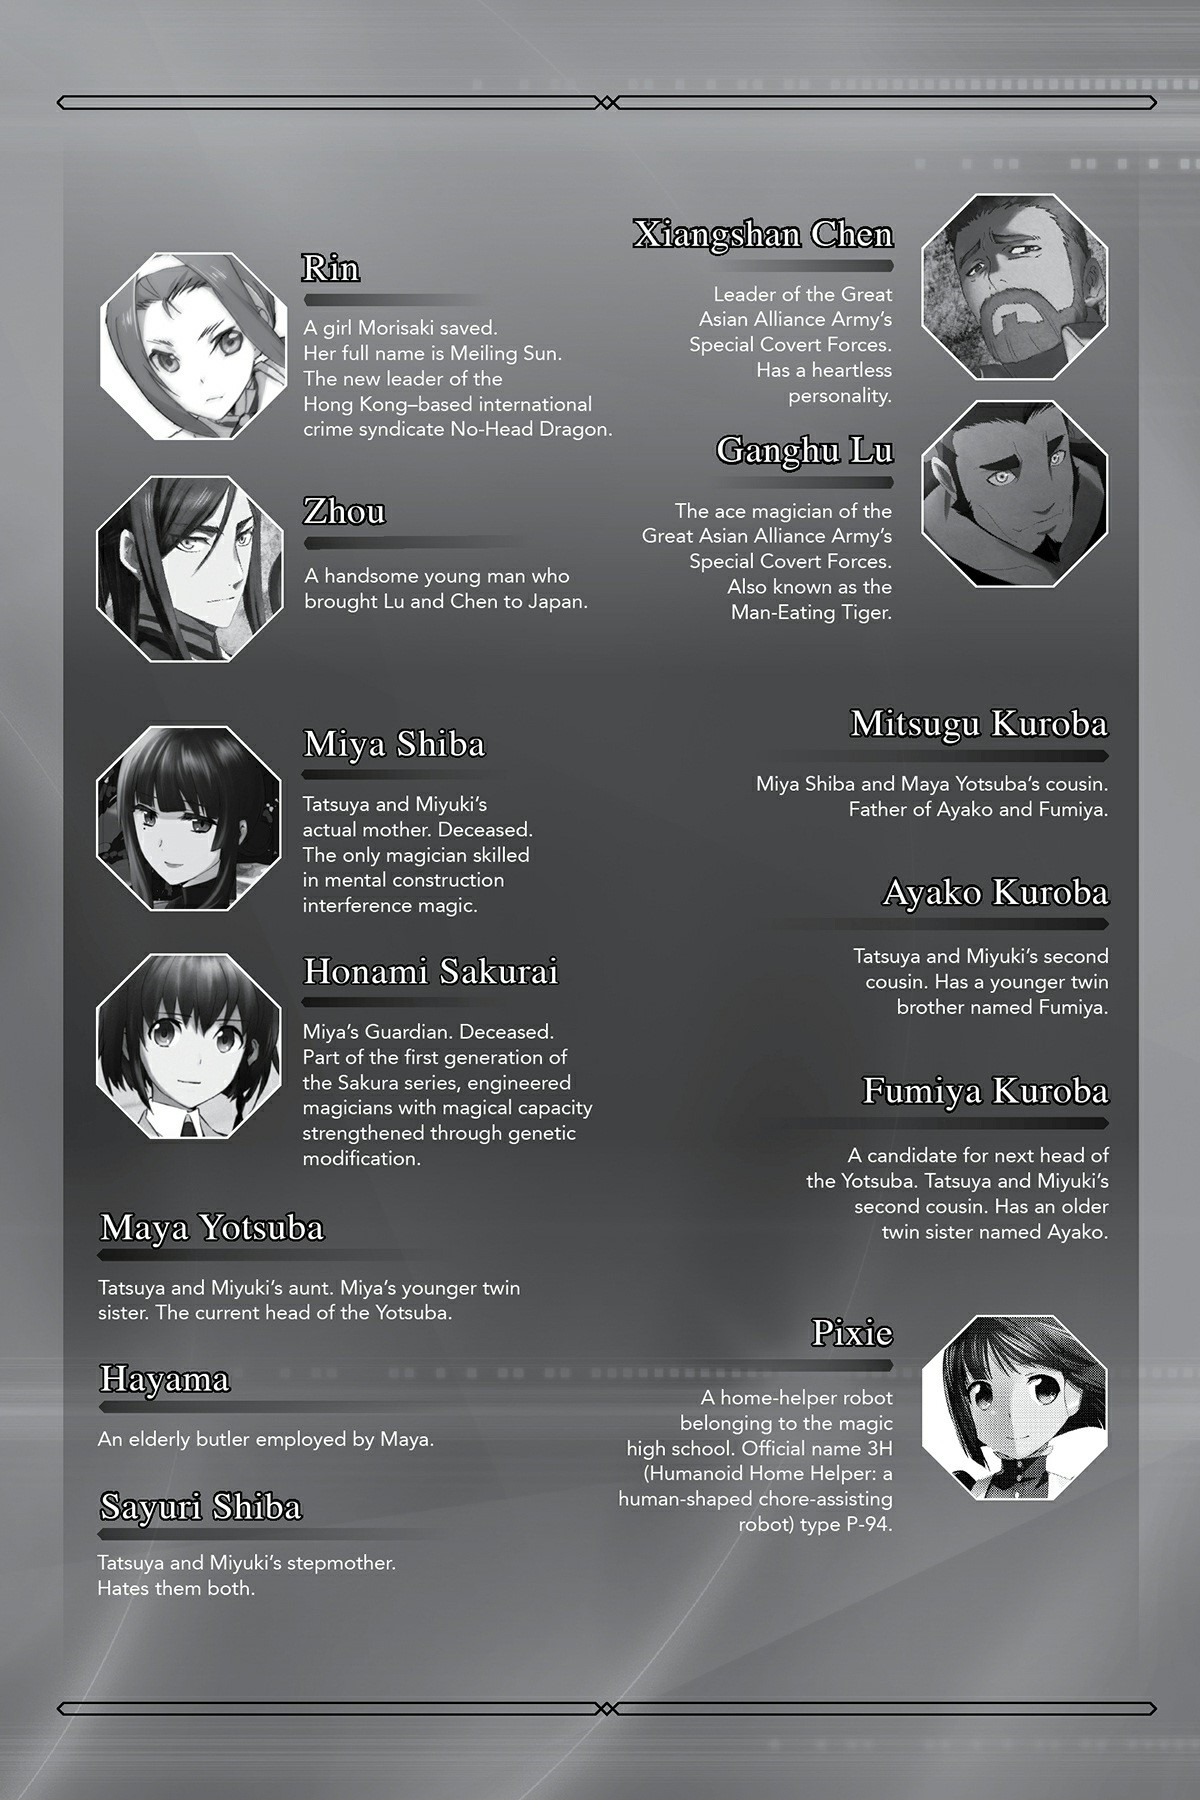 Rin
A girl Morisaki saved.
Her full name is Meiling Sun.
The new leader of the
Hong Kong–based international
crime syndicate No-Head Dragon.
Zhou
A handsome young man who
brought Lu and Chen to Japan.
Miya Shiba
Tatsuya and Miyuki's
actual mother. Deceased.
The only magician skilled
in mental construction
interference magic.
Honami Sakurai
Miya's Guardian. Deceased.
Part of the first generation of
the Sakura series, engineered
magicians with magical capacity
strengthened through genetic
modification.
Maya Yotsuba
Tatsuya and Miyuki's aunt. Miya's younger twin
sister. The current head of the Yotsuba.
Hayama
An elderly butler employed by Maya.
Sayuri Shiba
Tatsuya and Miyuki's stepmother.
Hates them both.
Xiangshan Chen
Leader of the Great
Asian Alliance Army's
Special Covert Forces.
Has a heartless
personality.
Ganghu Lu
The ace magician of the
Great Asian Alliance Army's
Special Covert Forces.
Also known as the
Man-Eating Tiger.
Mitsugu Kuroba
Miya Shiba and Maya Yotsuba's cousin.
Father of Ayako and Fumiya.
Ayako Kuroba
Tatsuya and Miyuki's second
cousin. Has a younger twin
brother named Fumiya.
Fumiya Kuroba
A candidate for next head of
the Yotsuba. Tatsuya and Miyuki's
second cousin. Has an older
twin sister named Ayako.
Pixie
A home-helper robot
belonging to the magic
high school. Official name 3H
(Humanoid Home Helper: a
human-shaped chore-assisting
robot) type P-94.